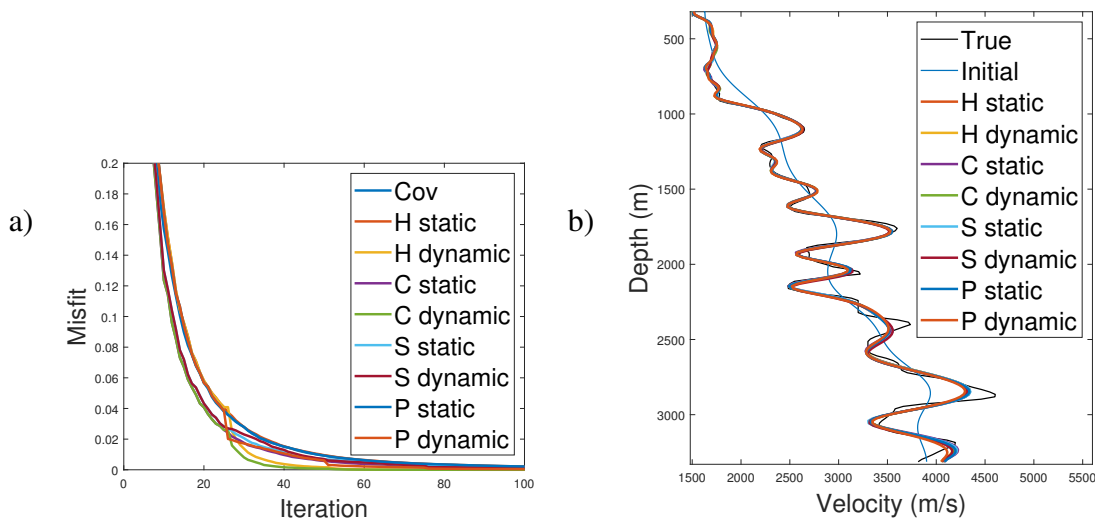 a)
Misfit
0.2
0.18
0.16
0.14
0.12
0.1
0.08
0.06
0.04
0.02
0
0 20 40 60 80 100
Iteration
Cov
H static
H dynamic
C static
C dynamic
S static
S dynamic
P static
P dynamic
b)
Depth (m)
500
1000
1500
2000
2500
3000
1500 2000 2500 3000 3500 4000 4500 5000 5500
Velocity (m/s)
True
Initial
H static
H dynamic
C static
C dynamic
S static
S dynamic
P static
P dynamic